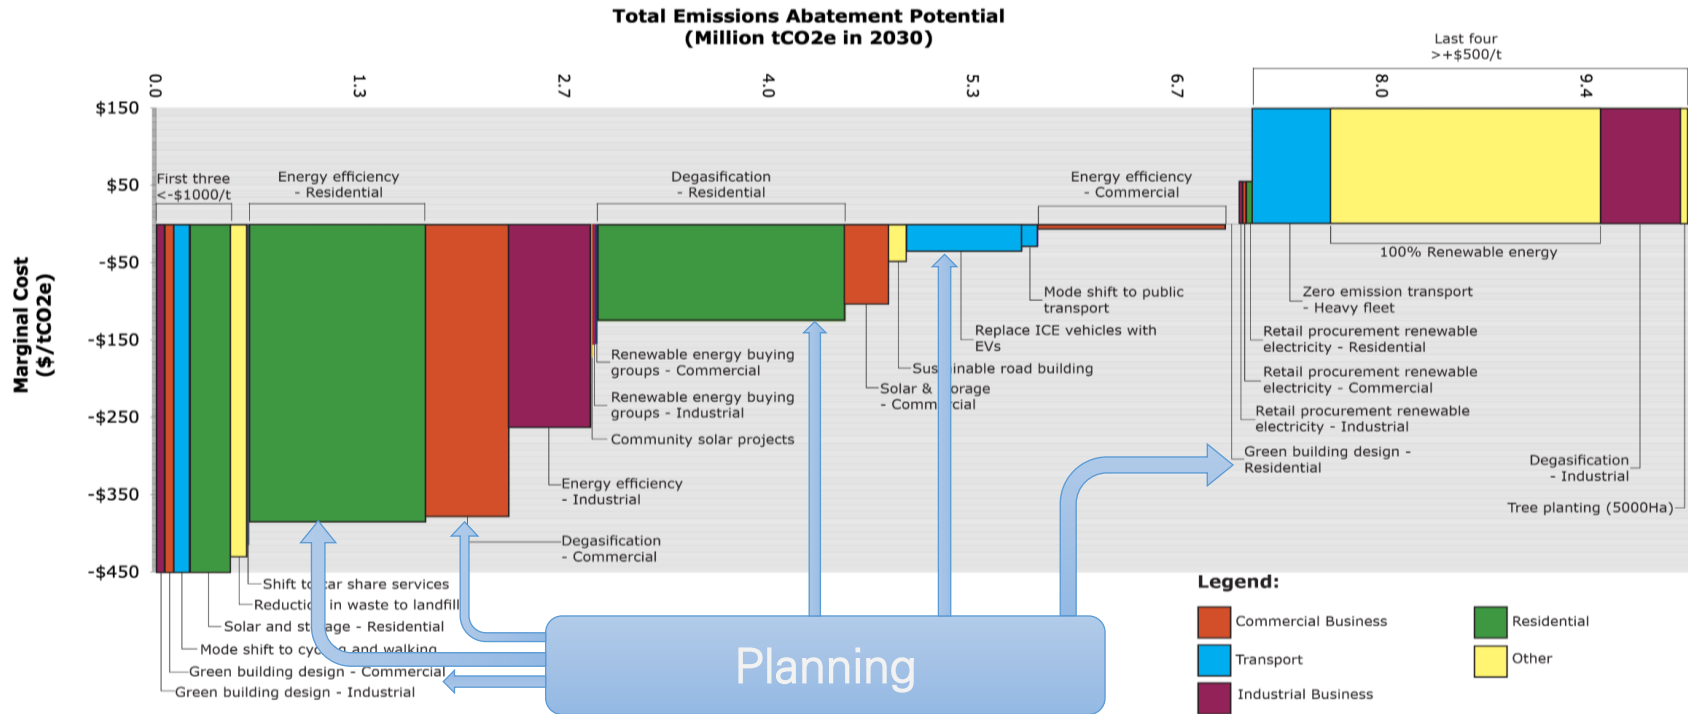 Total Emissions Abatement Potential
(Million tCO2e in 2030)
Last four
>+$500/t
0.0
1.3
2.7
4.0
5.3
6.7
8.0
9.4
$150
$50
-$50
-$150
-$250
-$350
-$450
Marginal Cost
($/tCO2e)
First three
<-$1000/t
Energy efficiency
- Residential
Degasification
- Residential
Energy efficiency
- Commercial
100% Renewable energy
Mode shift to public
transport
Zero emission transport
- Heavy fleet
Replace ICE vehicles with
EVs
Retail procurement renewable
electricity - Residential
Renewable energy buying
groups - Commercial
Sustainable road building
Retail procurement renewable
electricity - Commercial
Solar & storage
- Commercial
Renewable energy buying
groups - Industrial
Retail procurement renewable
electricity - Industrial
Community solar projects
Green building design -
Residential
Degasification
- Industrial
Energy efficiency
- Industrial
Tree planting (5000Ha)
Degasification
- Commercial
Shift to car share services
Reduction in waste to landfill
Solar and storage - Residential
Mode shift to cycling and walking
Green building design - Commercial
Green building design - Industrial
Planning
Legend:
Commercial Business
Residential
Transport
Other
Industrial Business